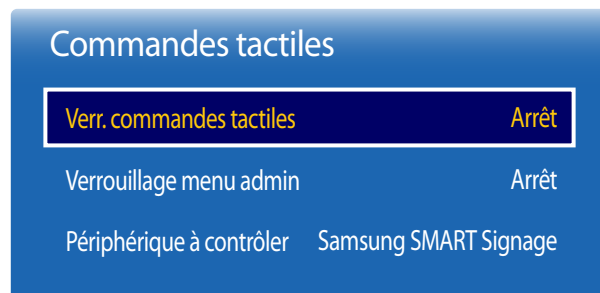 Commandes tactiles
Verr. commandes tactiles Arrêt
Verrouillage menu admin Arrêt
Périphérique à contrôler Samsung SMART Signage